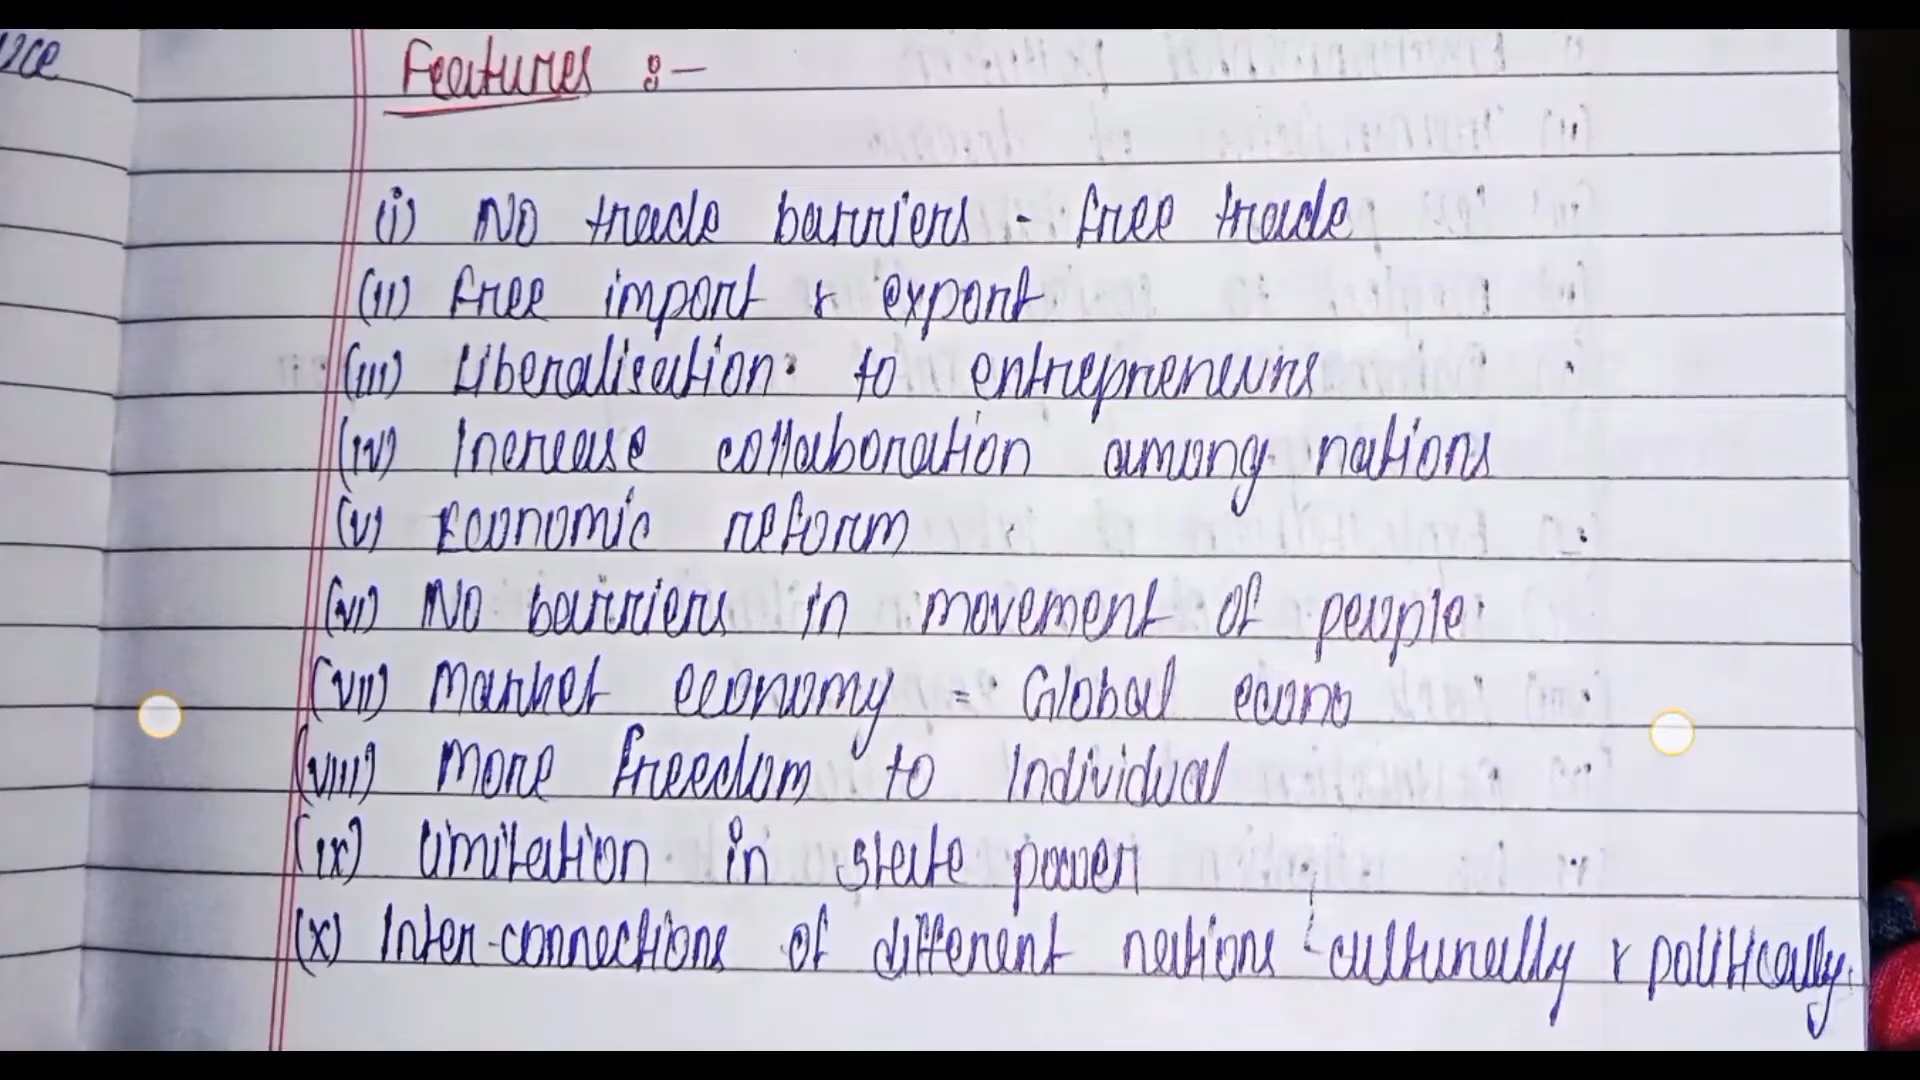 Features :-
(i) No trade barriers - free trade
(ii) free import & export
(iii) Liberalisation to entrepreneurs
(iv) Increase collaboration among nations
(v) Economic reform
(vi) No barriers in movement of people
(vii) Market economy = Global econo
(viii) More freedom to Individual
(ix) Limitation in state power
(x) Inter-connections of different nations culturally & politically